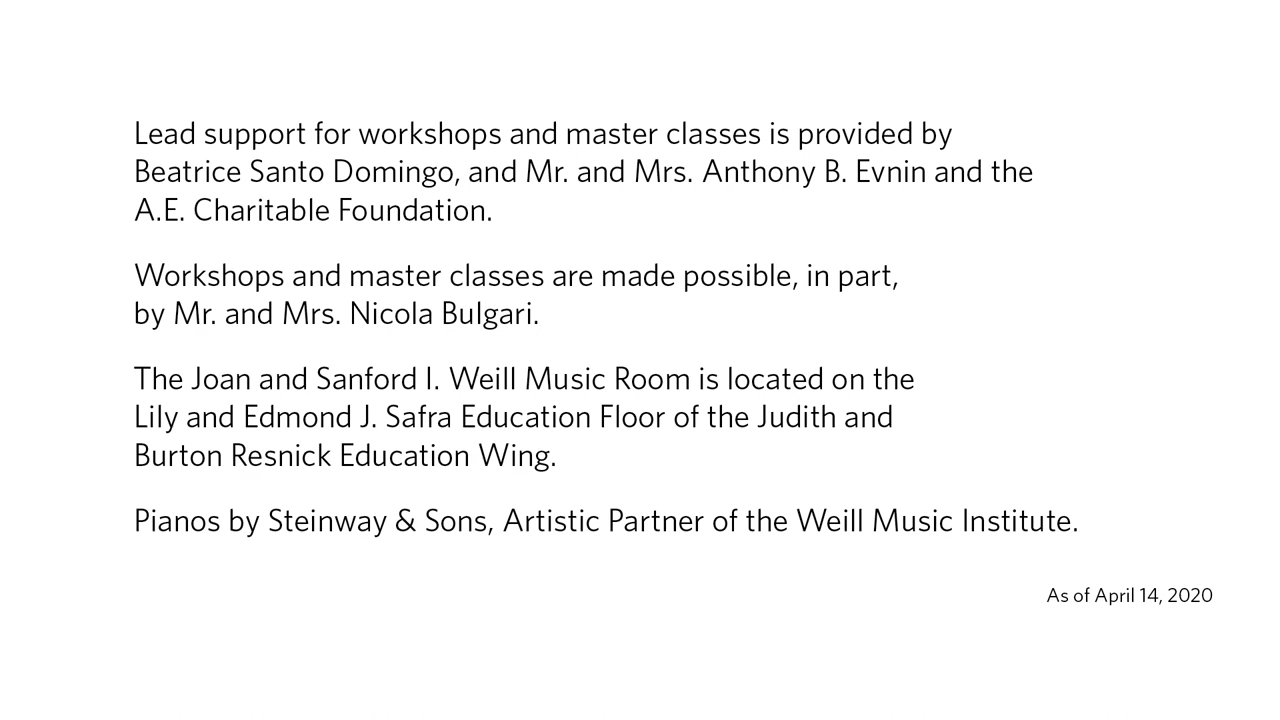 Lead support for workshops and master classes is provided by
Beatrice Santo Domingo, and Mr. and Mrs. Anthony B. Evnin and the
A.E. Charitable Foundation.
Workshops and master classes are made possible, in part,
by Mr. and Mrs. Nicola Bulgari.
The Joan and Sanford I. Weill Music Room is located on the
Lily and Edmond J. Safra Education Floor of the Judith and
Burton Resnick Education Wing.
Pianos by Steinway & Sons, Artistic Partner of the Weill Music Institute.
As of April 14, 2020